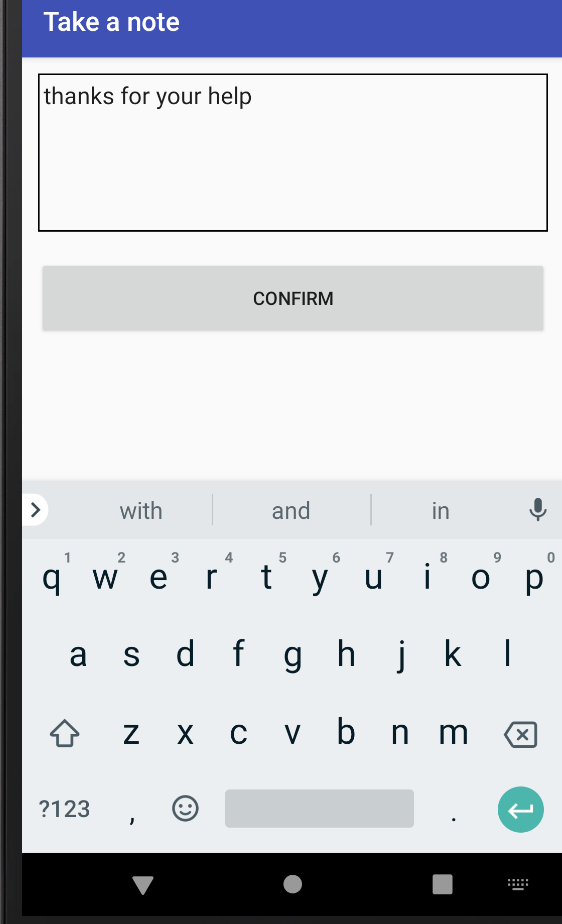 Take a note
thanks for your help
CONFIRM
with and in
1 2 3 4 5 6 7 8 9 0
q w e r t y u i o p
a s d f g h j k l
z x c v b n m
?123 , .